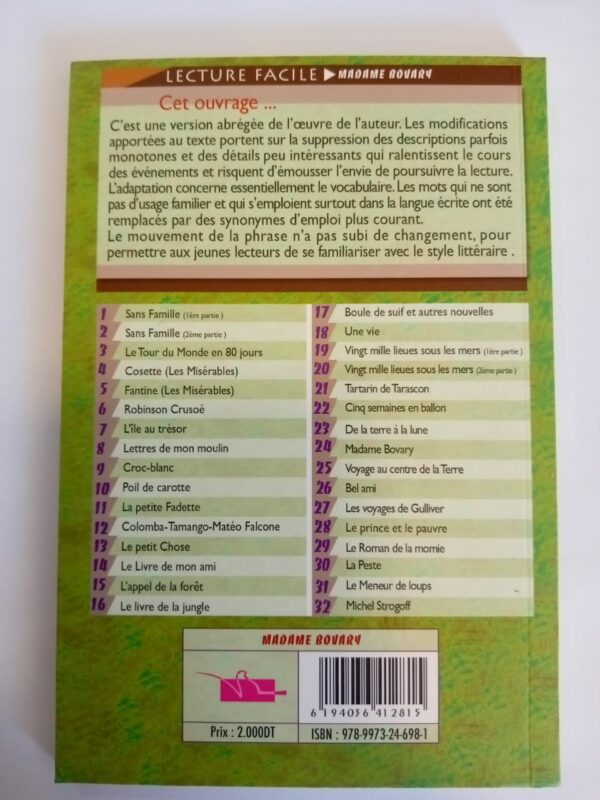 LECTURE FACILE ▶ MADAME BOVARY
Cet ouvrage ...
C'est une version abrégée de l'œuvre de l'auteur. Les modifications
apportées au texte portent sur la suppression des descriptions parfois
monotones et des détails peu intéressants qui ralentissent le cours
des événements et risquent d'émousser l'envie de poursuivre la lecture.
L'adaptation concerne essentiellement le vocabulaire. Les mots qui ne sont
pas d'usage familier et qui s'emploient surtout dans la langue écrite ont été
remplacés par des synonymes d'emploi plus courant.
Le mouvement de la phrase n'a pas subi de changement, pour
permettre aux jeunes lecteurs de se familiariser avec le style littéraire .
1 Sans Famille (1ère partie )
2 Sans Famille (2ème partie )
3 Le Tour du Monde en 80 jours
4 Cosette (Les Misérables)
5 Fantine (Les Misérables)
6 Robinson Crusoé
7 L'île au trésor
8 Lettres de mon moulin
9 Croc-blanc
10 Poil de carotte
11 La petite Fadette
12 Colomba-Tamango-Matéo Falcone
13 Le petit Chose
14 Le Livre de mon ami
15 L'appel de la forêt
16 Le livre de la jungle
17 Boule de suif et autres nouvelles
18 Une vie
19 Vingt mille lieues sous les mers (1ère partie )
20 Vingt mille lieues sous les mers (2ème partie )
21 Tartarin de Tarascon
22 Cinq semaines en ballon
23 De la terre à la lune
24 Madame Bovary
25 Voyage au centre de la Terre
26 Bel ami
27 Les voyages de Gulliver
28 Le prince et le pauvre
29 Le Roman de la momie
30 La Peste
31 Le Meneur de loups
32 Michel Strogoff
MADAME BOVARY
6 194036 412815
Prix : 2.000DT
ISBN : 978-9973-24-698-1